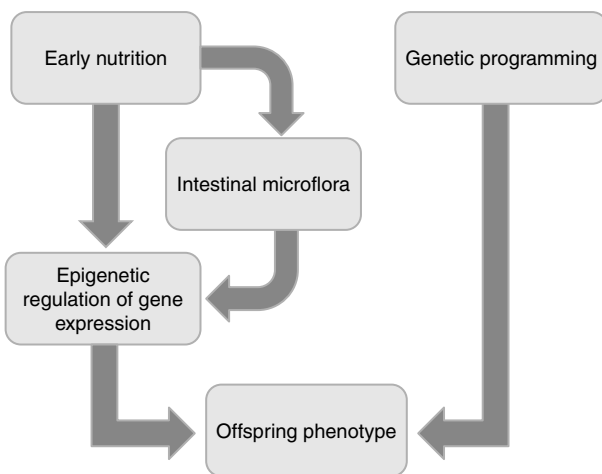 Early nutrition
Genetic programming
Intestinal microflora
Epigenetic
regulation of gene
expression
Offspring phenotype